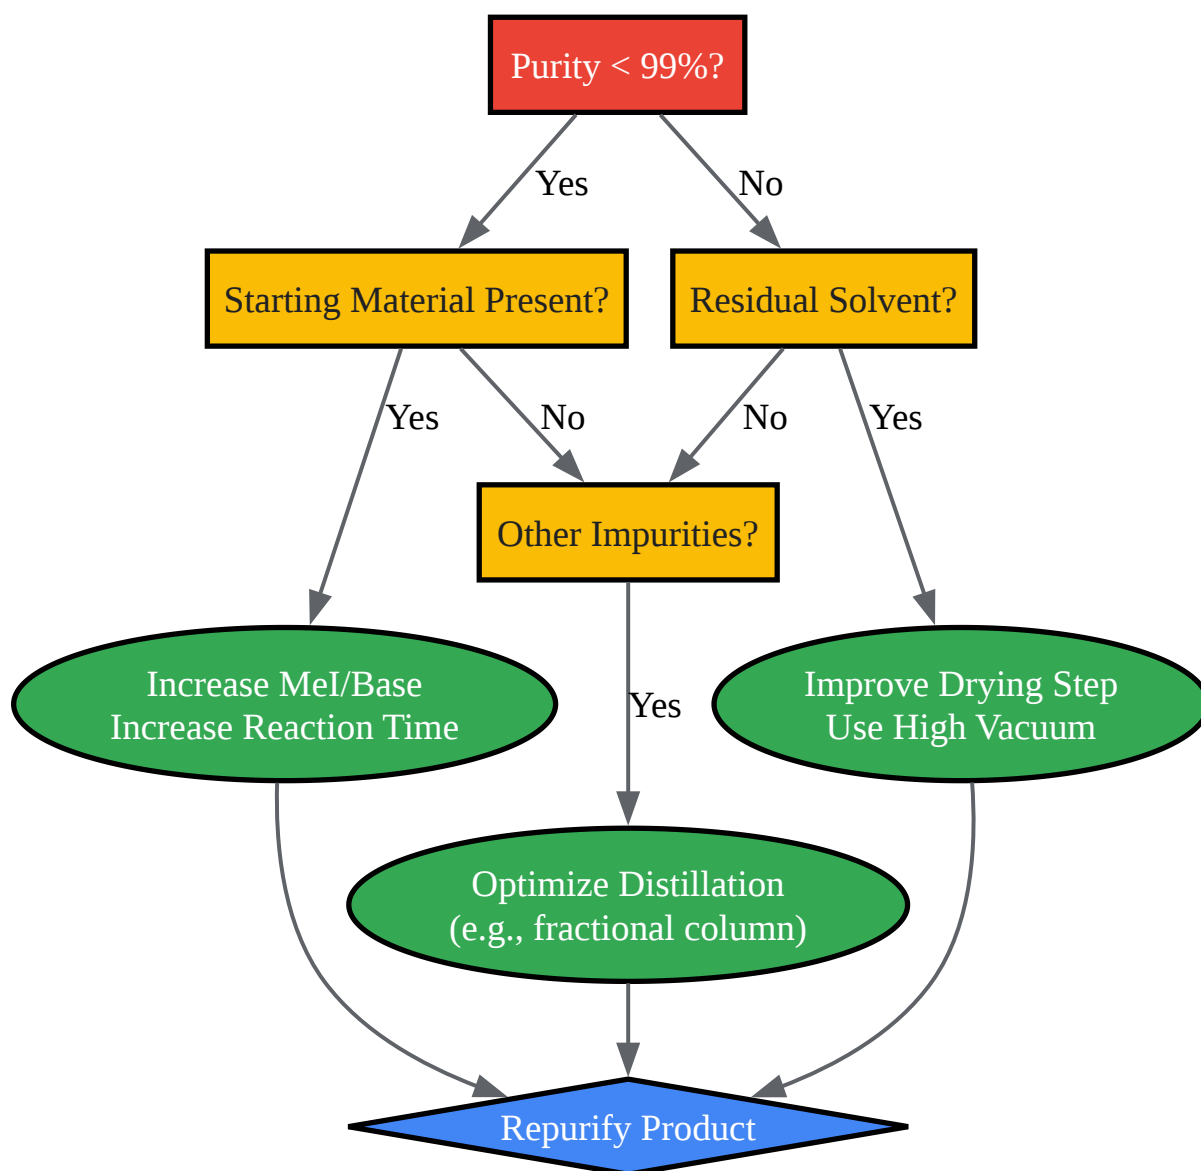 Purity < 99%?
Yes
No
Starting Material Present?
Residual Solvent?
Yes
No
No
Yes
Other Impurities?
Increase MeI/Base
Increase Reaction Time
Yes
Improve Drying Step
Use High Vacuum
Optimize Distillation
(e.g., fractional column)
Repurify Product